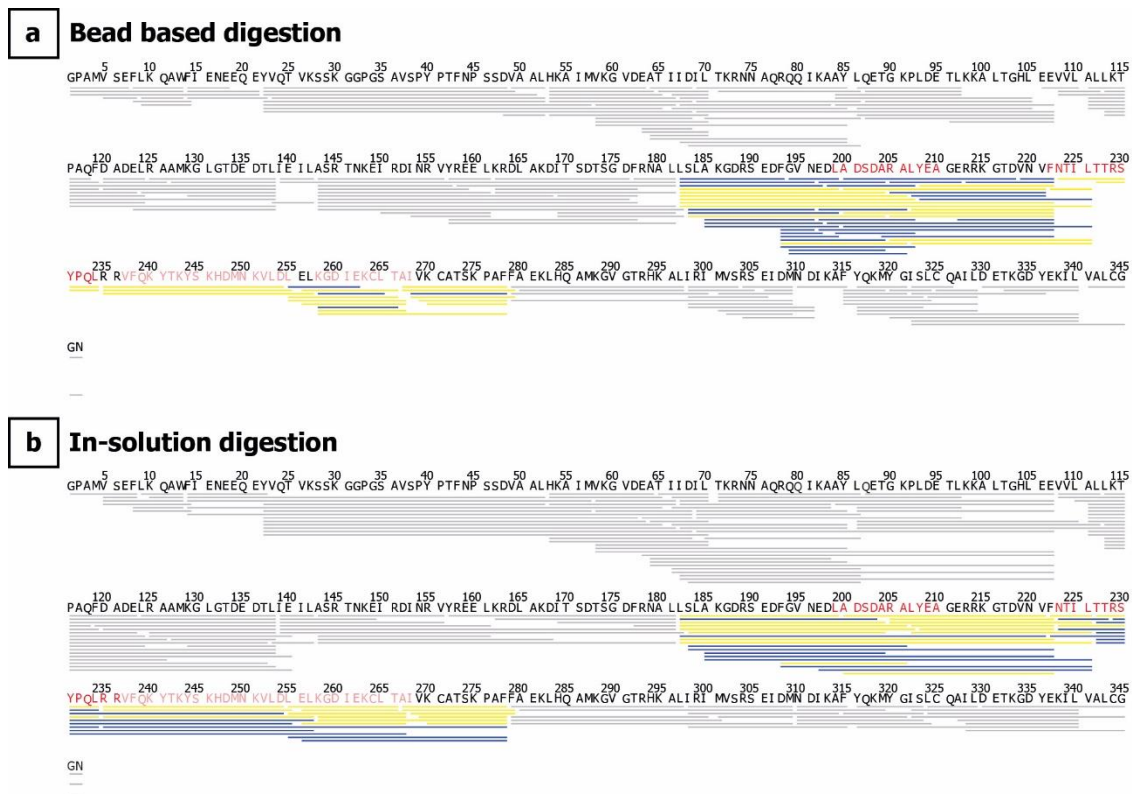 a Bead based digestion
5 10 15 20 25 30 35 40 45 50 55 60 65 70 75 80 85 90 95 100 105 110 115
GPAMV SEFLK QAWFI ENEEQ EYVQT VKSSK GGPGS AVSPY PTFNP SSDVA ALHKA IMVKG VDEAT IIDIL TKRNN AQRQQ IKAAY LQETG KPLDE TLKKA LTGHL EEVVL ALLKT
120 125 130 135 140 145 150 155 160 165 170 175 180 185 190 195 200 205 210 215 220 225 230
PAQFD ADELR AAMKG LGTDE DTLIE ILASR TNKEI RDINR VYREE LKRDL AKDIT SDTSG DFRNA LLSLA KGDRS EDFGV NEDLA DSDAR ALYEA GERRK GTDVN VFNTI LTTRS
235 240 245 250 255 260 265 270 275 280 285 290 295 300 305 310 315 320 325 330 335 340 345
YPQLR RVFQK YTKYS KHDMN KVLDL ELKGD IEKCL TAIVK CATSK PAFFA EKLHQ AMKGV GTRHK ALIRI MVSRS EIDMN DIKAF YQKMY GISLC QAILD ETKGD YEKIL VALCG
GN
b In-solution digestion
5 10 15 20 25 30 35 40 45 50 55 60 65 70 75 80 85 90 95 100 105 110 115
GPAMV SEFLK QAWFI ENEEQ EYVQT VKSSK GGPGS AVSPY PTFNP SSDVA ALHKA IMVKG VDEAT IIDIL TKRNN AQRQQ IKAAY LQETG KPLDE TLKKA LTGHL EEVVL ALLKT
120 125 130 135 140 145 150 155 160 165 170 175 180 185 190 195 200 205 210 215 220 225 230
PAQFD ADELR AAMKG LGTDE DTLIE ILASR TNKEI RDINR VYREE LKRDL AKDIT SDTSG DFRNA LLSLA KGDRS EDFGV NEDLA DSDAR ALYEA GERRK GTDVN VFNTI LTTRS
235 240 245 250 255 260 265 270 275 280 285 290 295 300 305 310 315 320 325 330 335 340 345
YPQLR RVFQK YTKYS KHDMN KVLDL ELKGD IEKCL TAIVK CATSK PAFFA EKLHQ AMKGV GTRHK ALIRI MVSRS EIDMN DIKAF YQKMY GISLC QAILD ETKGD YEKIL VALCG
GN